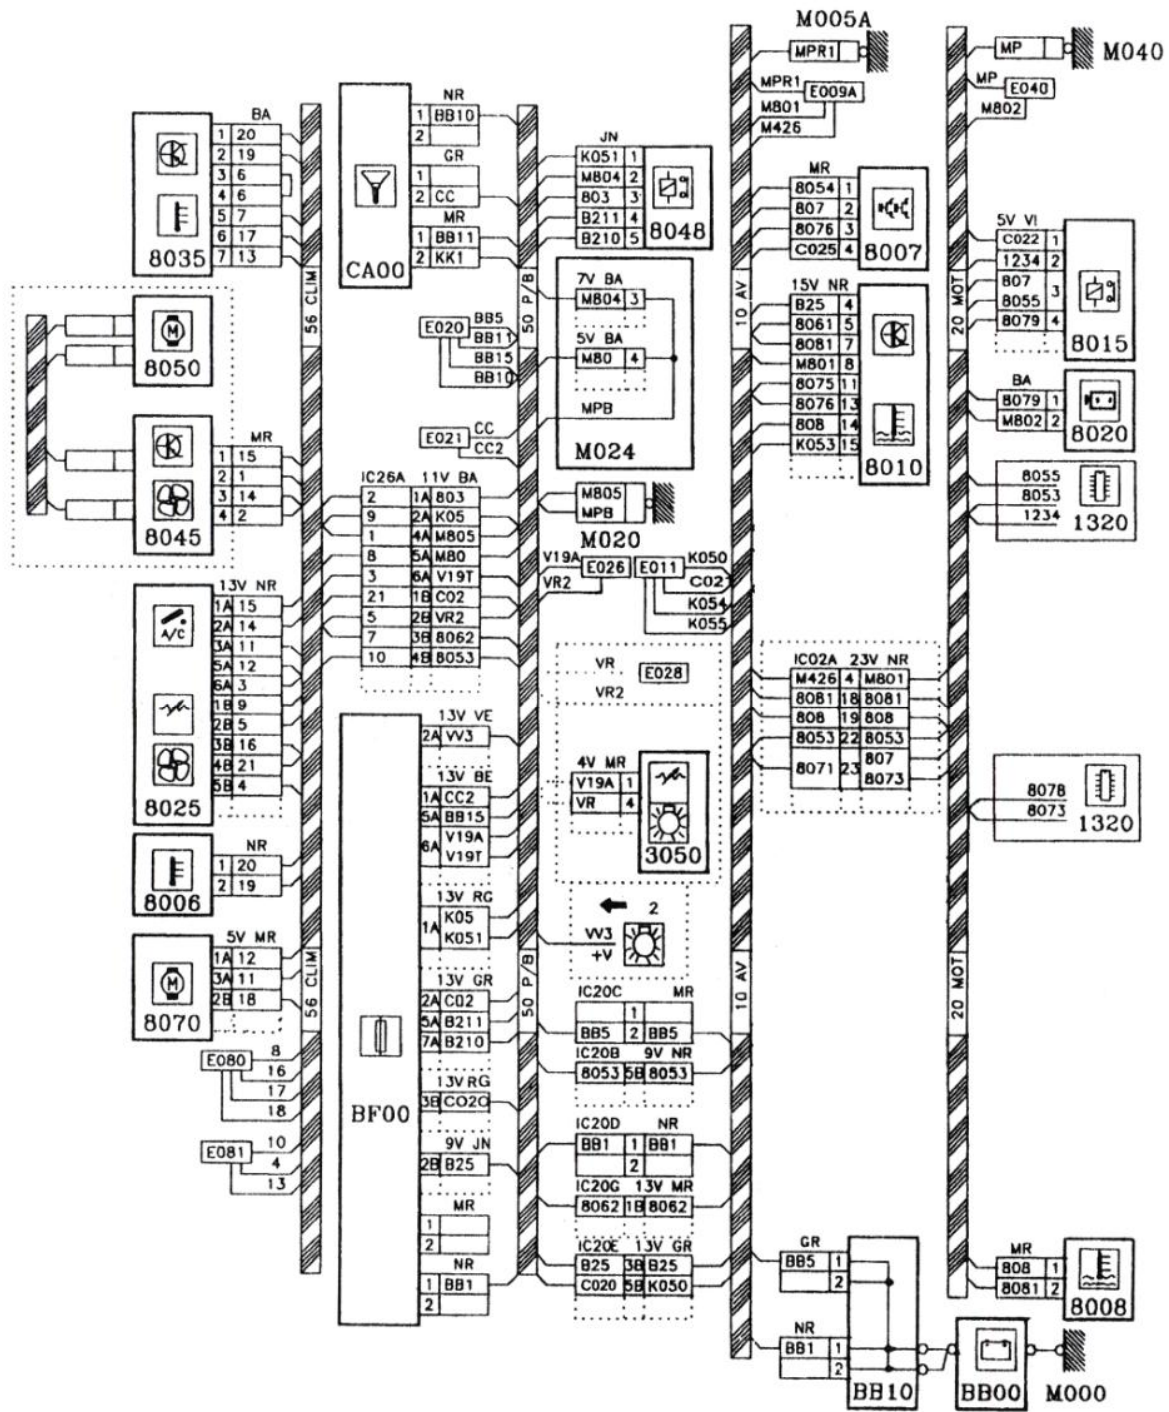 M005A
MPR1
MP
M040
MPR1
E009A
M801
M426
MP
E040
M802
BA
1 20
2 19
3 6
4 6
5 7
6 17
7 13
8035
CA00
NR
1 BB10
2
GR
1
2 CC
MR
1 BB11
2 KK1
JN
K051 1
M804 2
803 3
B211 4
B210 5
8048
MR
8054 1
807 2
8076 3
C025 4
8007
5V VI
C022 1
1234 2
807
8055
3
8079 4
8015
56 CLIM
50 P/B
10 AV
20 MOT
M
8050
MR
1 15
2 1
3 14
4 2
8045
E020
BB5
BB11
BB15
BB10
E021
CC
CC2
7V BA
M804 3
5V BA
M80 4
MPB
M024
15V NR
B25 4
8061 5
8081 7
M801 8
8075 11
8076 13
808 14
K053 15
8010
BA
8079 1
M802 2
8020
8055
8053
1234
1320
IC26A 11V BA
2 1A 803
9 2A K05
1 4A M805
8 5A M80
3 6A V19T
21 1B C02
5 2B VR2
7 3B 8062
10 4B 8053
M805
MPB
M020
V19A
E026
VR2
E011
K050
C02
K054
K055
13V NR
1A 15
2A 14
3A 11
5A 12
6A 3
1B 9
2B 5
3B 16
4B 21
5B 4
A/C
8025
VR
E028
VR2
4V MR
V19A 1
VR 4
3050
IC02A 23V NR
M426 4 M801
8081 18 8081
808 19 808
8053 22 8053
8071 23 807
8073
8078
8073
1320
NR
1 20
2 19
8006
5V MR
1A 12
3A 11
2B 18
M
8070
E080
8
16
17
18
E081
10
4
13
56 CLIM
BF00
13V VE
2A VV3
13V BE
1A CC2
5A BB15
6A V19A
V19T
13V RG
1A K05
K051
13V GR
2A C02
5A B211
7A B210
13V RG
3B CO2O
9V JN
2B B25
MR
1
2
NR
1 BB1
2
50 P/B
2
VV3
+V
IC20C MR
1
BB5 2 BB5
IC20B 9V NR
8053 5B 8053
IC20D NR
BB1 1 BB1
2
IC20G 13V MR
8062 1B 8062
IC20E 13V GR
B25 3B B25
C020 5B K050
10 AV
20 MOT
GR
BB5 1
2
NR
BB1 1
2
BB10
BB00
M000
MR
808 1
8081 2
8008